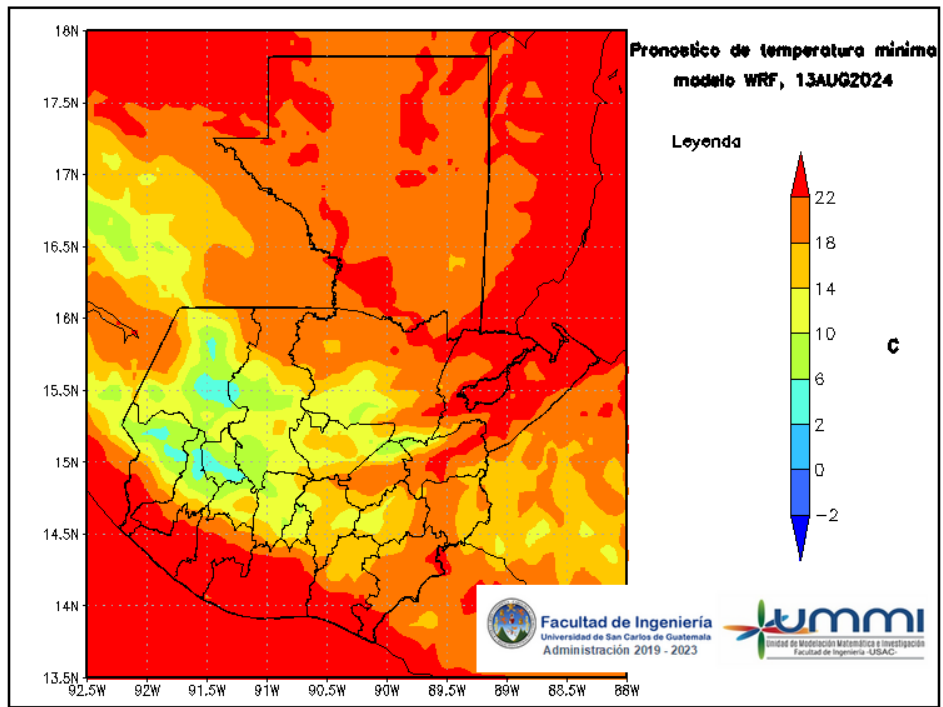 Pronostico de temperatura minima
modelo WRF, 13AUG2024
Leyenda
22
18
14
10
6
2
0
−2
C
18N
17.5N
17N
16.5N
16N
15.5N
15N
14.5N
14N
13.5N
92.5W
92W
91.5W
91W
90.5W
90W
89.5W
89W
88.5W
88W
Facultad de Ingeniería
Universidad de San Carlos de Guatemala
Administración 2019 - 2023
UMMI
Unidad de Modelación Matemática e Investigación
Facultad de Ingeniería -USAC-